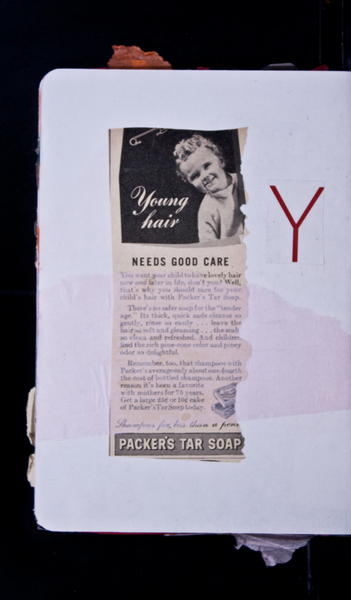 Young
hair
Y
NEEDS GOOD CARE
You want your child to have lovely hair
now and later in life, don't you? Well,
that's why you should care for your
child's hair with Packer's Tar Soap.
There's no safer soap for the "tender
age." Its thick, quick suds cleanse so
gently, rinse so easily . . . leave the
hair so soft and gleaming . . . the scalp
so clean and refreshed. And children
find the rich pine-cone color and piney
odor so delightful.
Remember, too, that shampoos with
Packer's average only about one-fourth
the cost of bottled shampoos. Another
reason it's been a favorite
with mothers for 75 years.
Get a large 25¢ or 10¢ cake
of Packer's Tar Soap today.
Shampoos for less than a penny
PACKER'S TAR SOAP